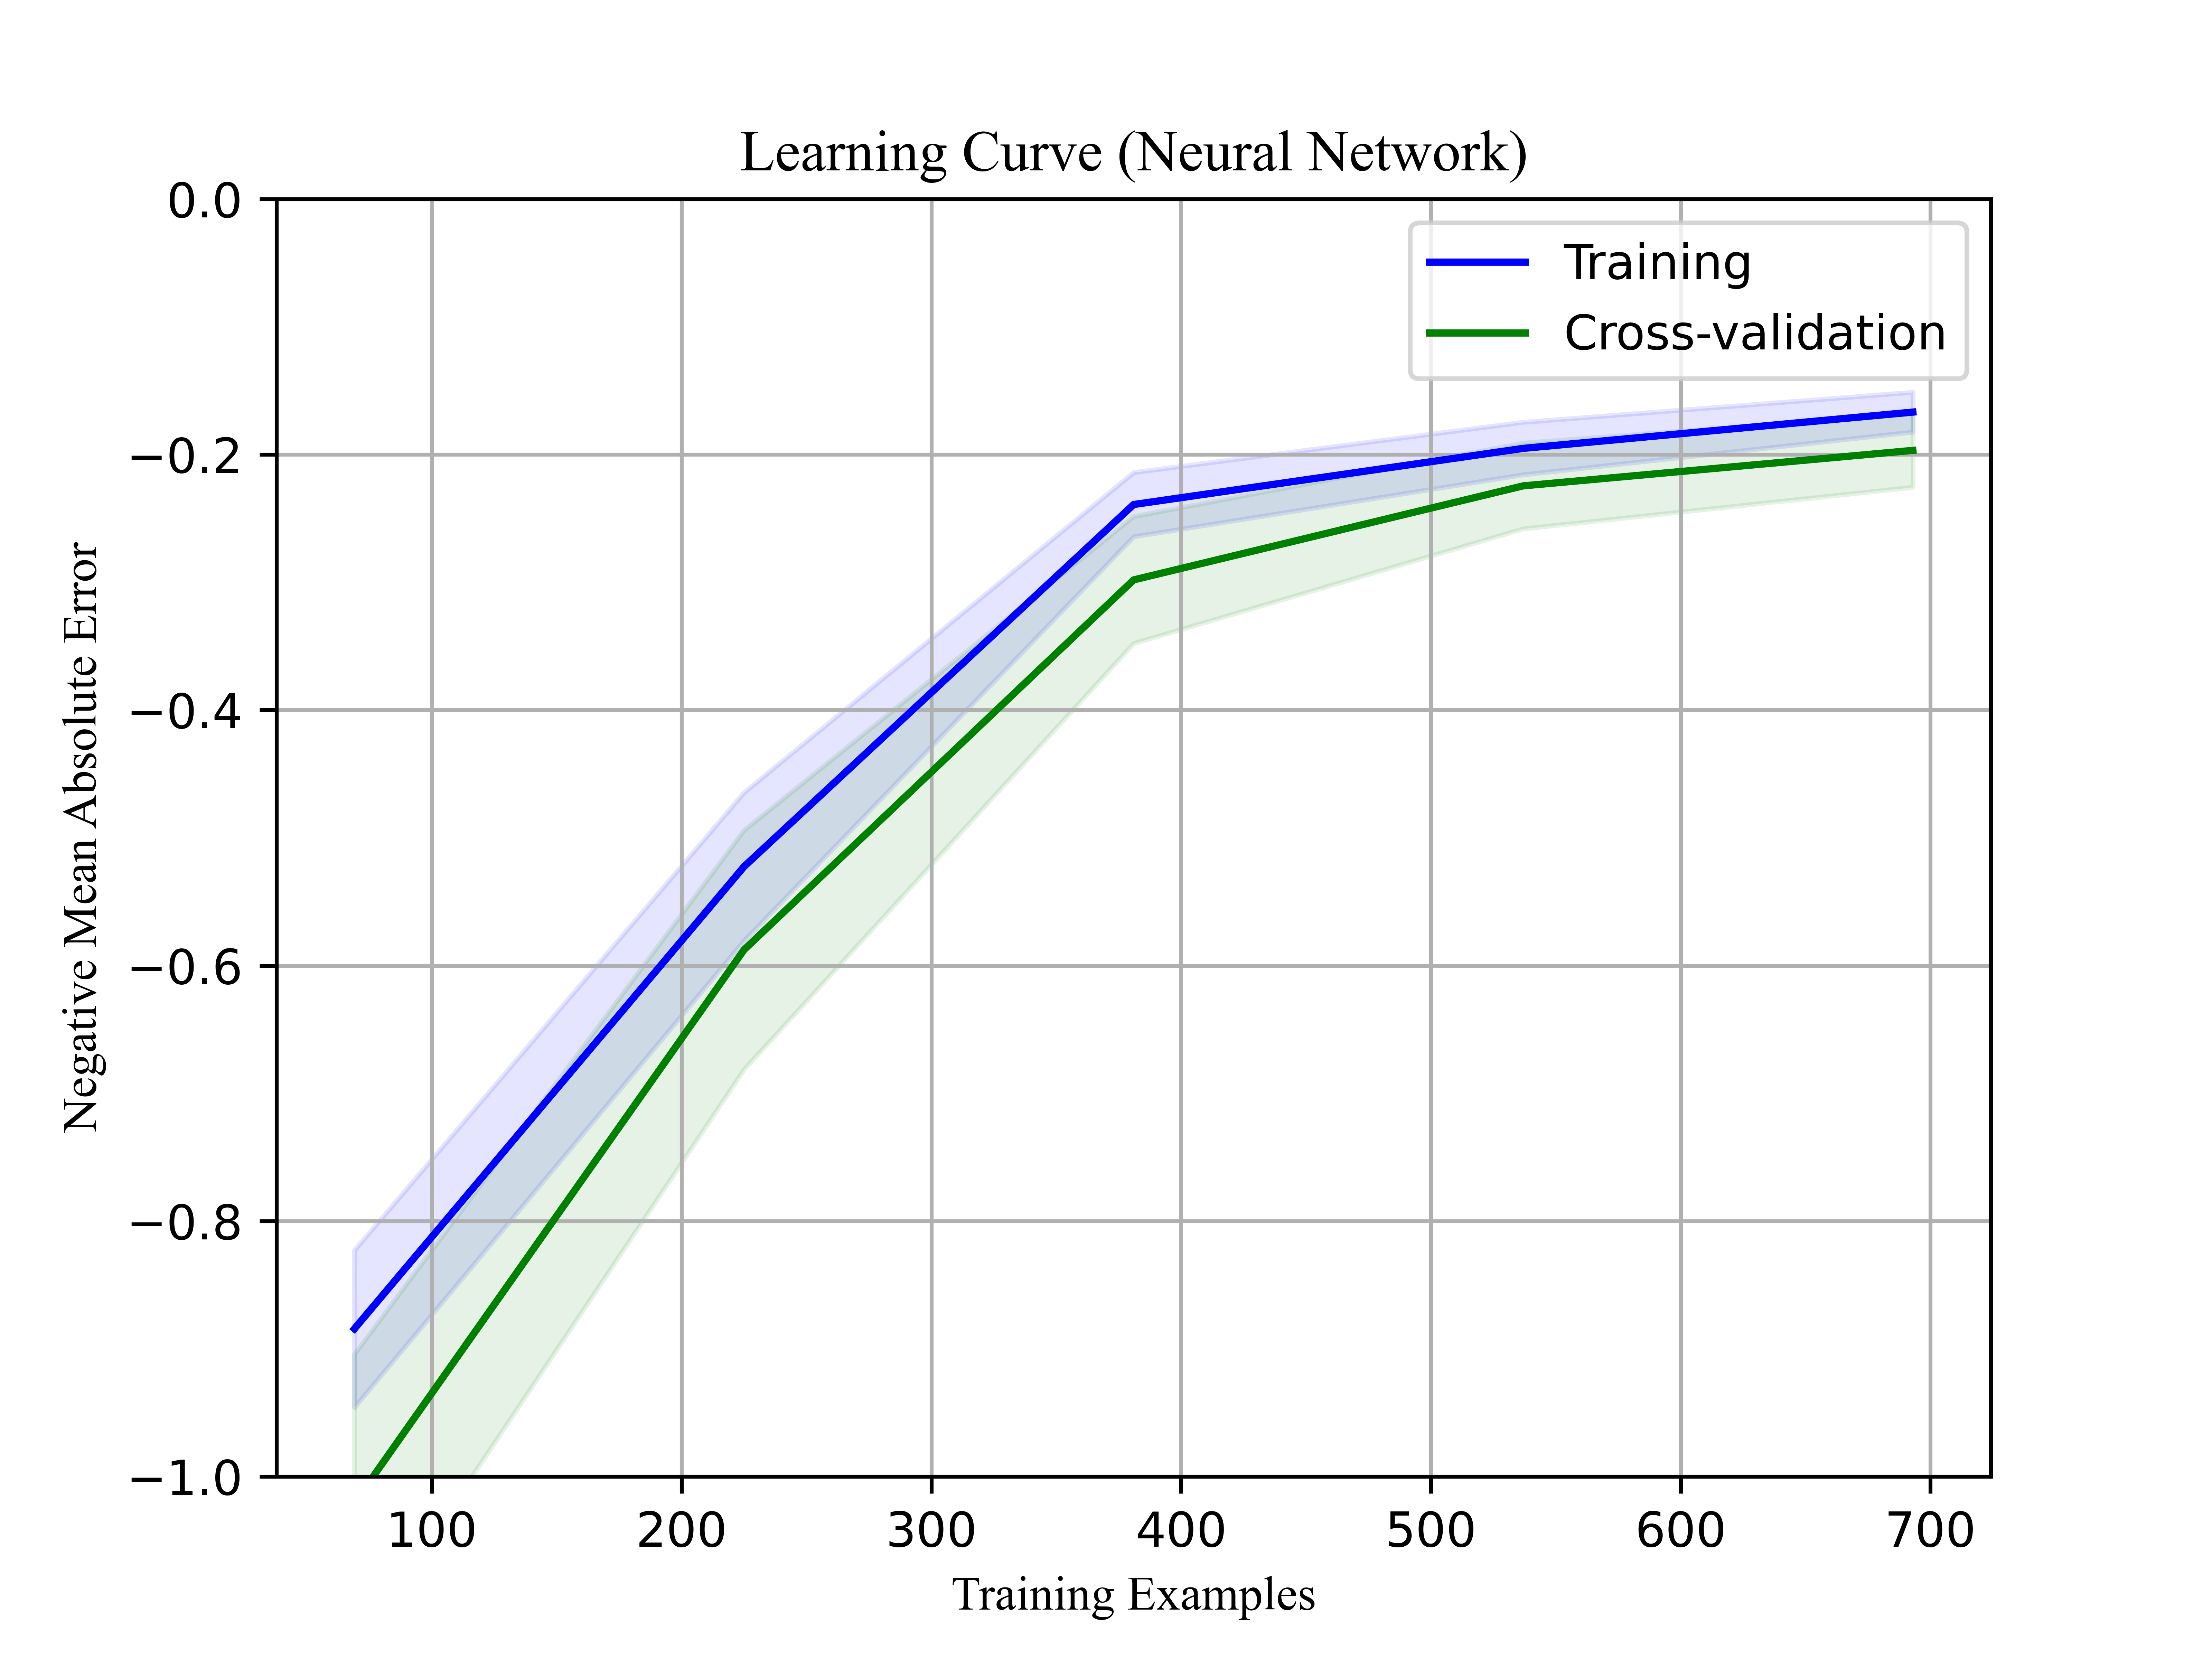 Learning Curve (Neural Network)
Training
Cross-validation
0.0
−0.2
−0.4
−0.6
−0.8
−1.0
Negative Mean Absolute Error
100 200 300 400 500 600 700
Training Examples